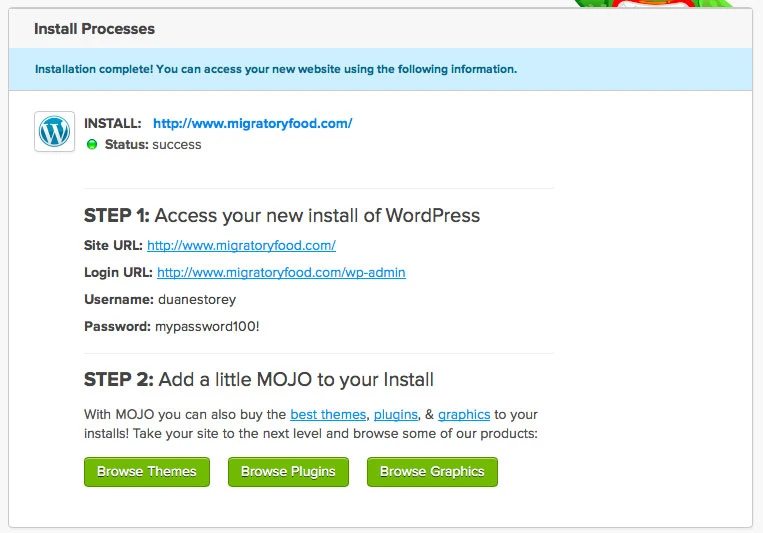 Install Processes
Installation complete! You can access your new website using the following information.
INSTALL: http://www.migratoryfood.com/
Status: success
STEP 1: Access your new install of WordPress
Site URL: http://www.migratoryfood.com/
Login URL: http://www.migratoryfood.com/wp-admin
Username: duanestorey
Password: mypassword100!
STEP 2: Add a little MOJO to your Install
With MOJO you can also buy the best themes, plugins, & graphics to your
installs! Take your site to the next level and browse some of our products:
Browse Themes Browse Plugins Browse Graphics